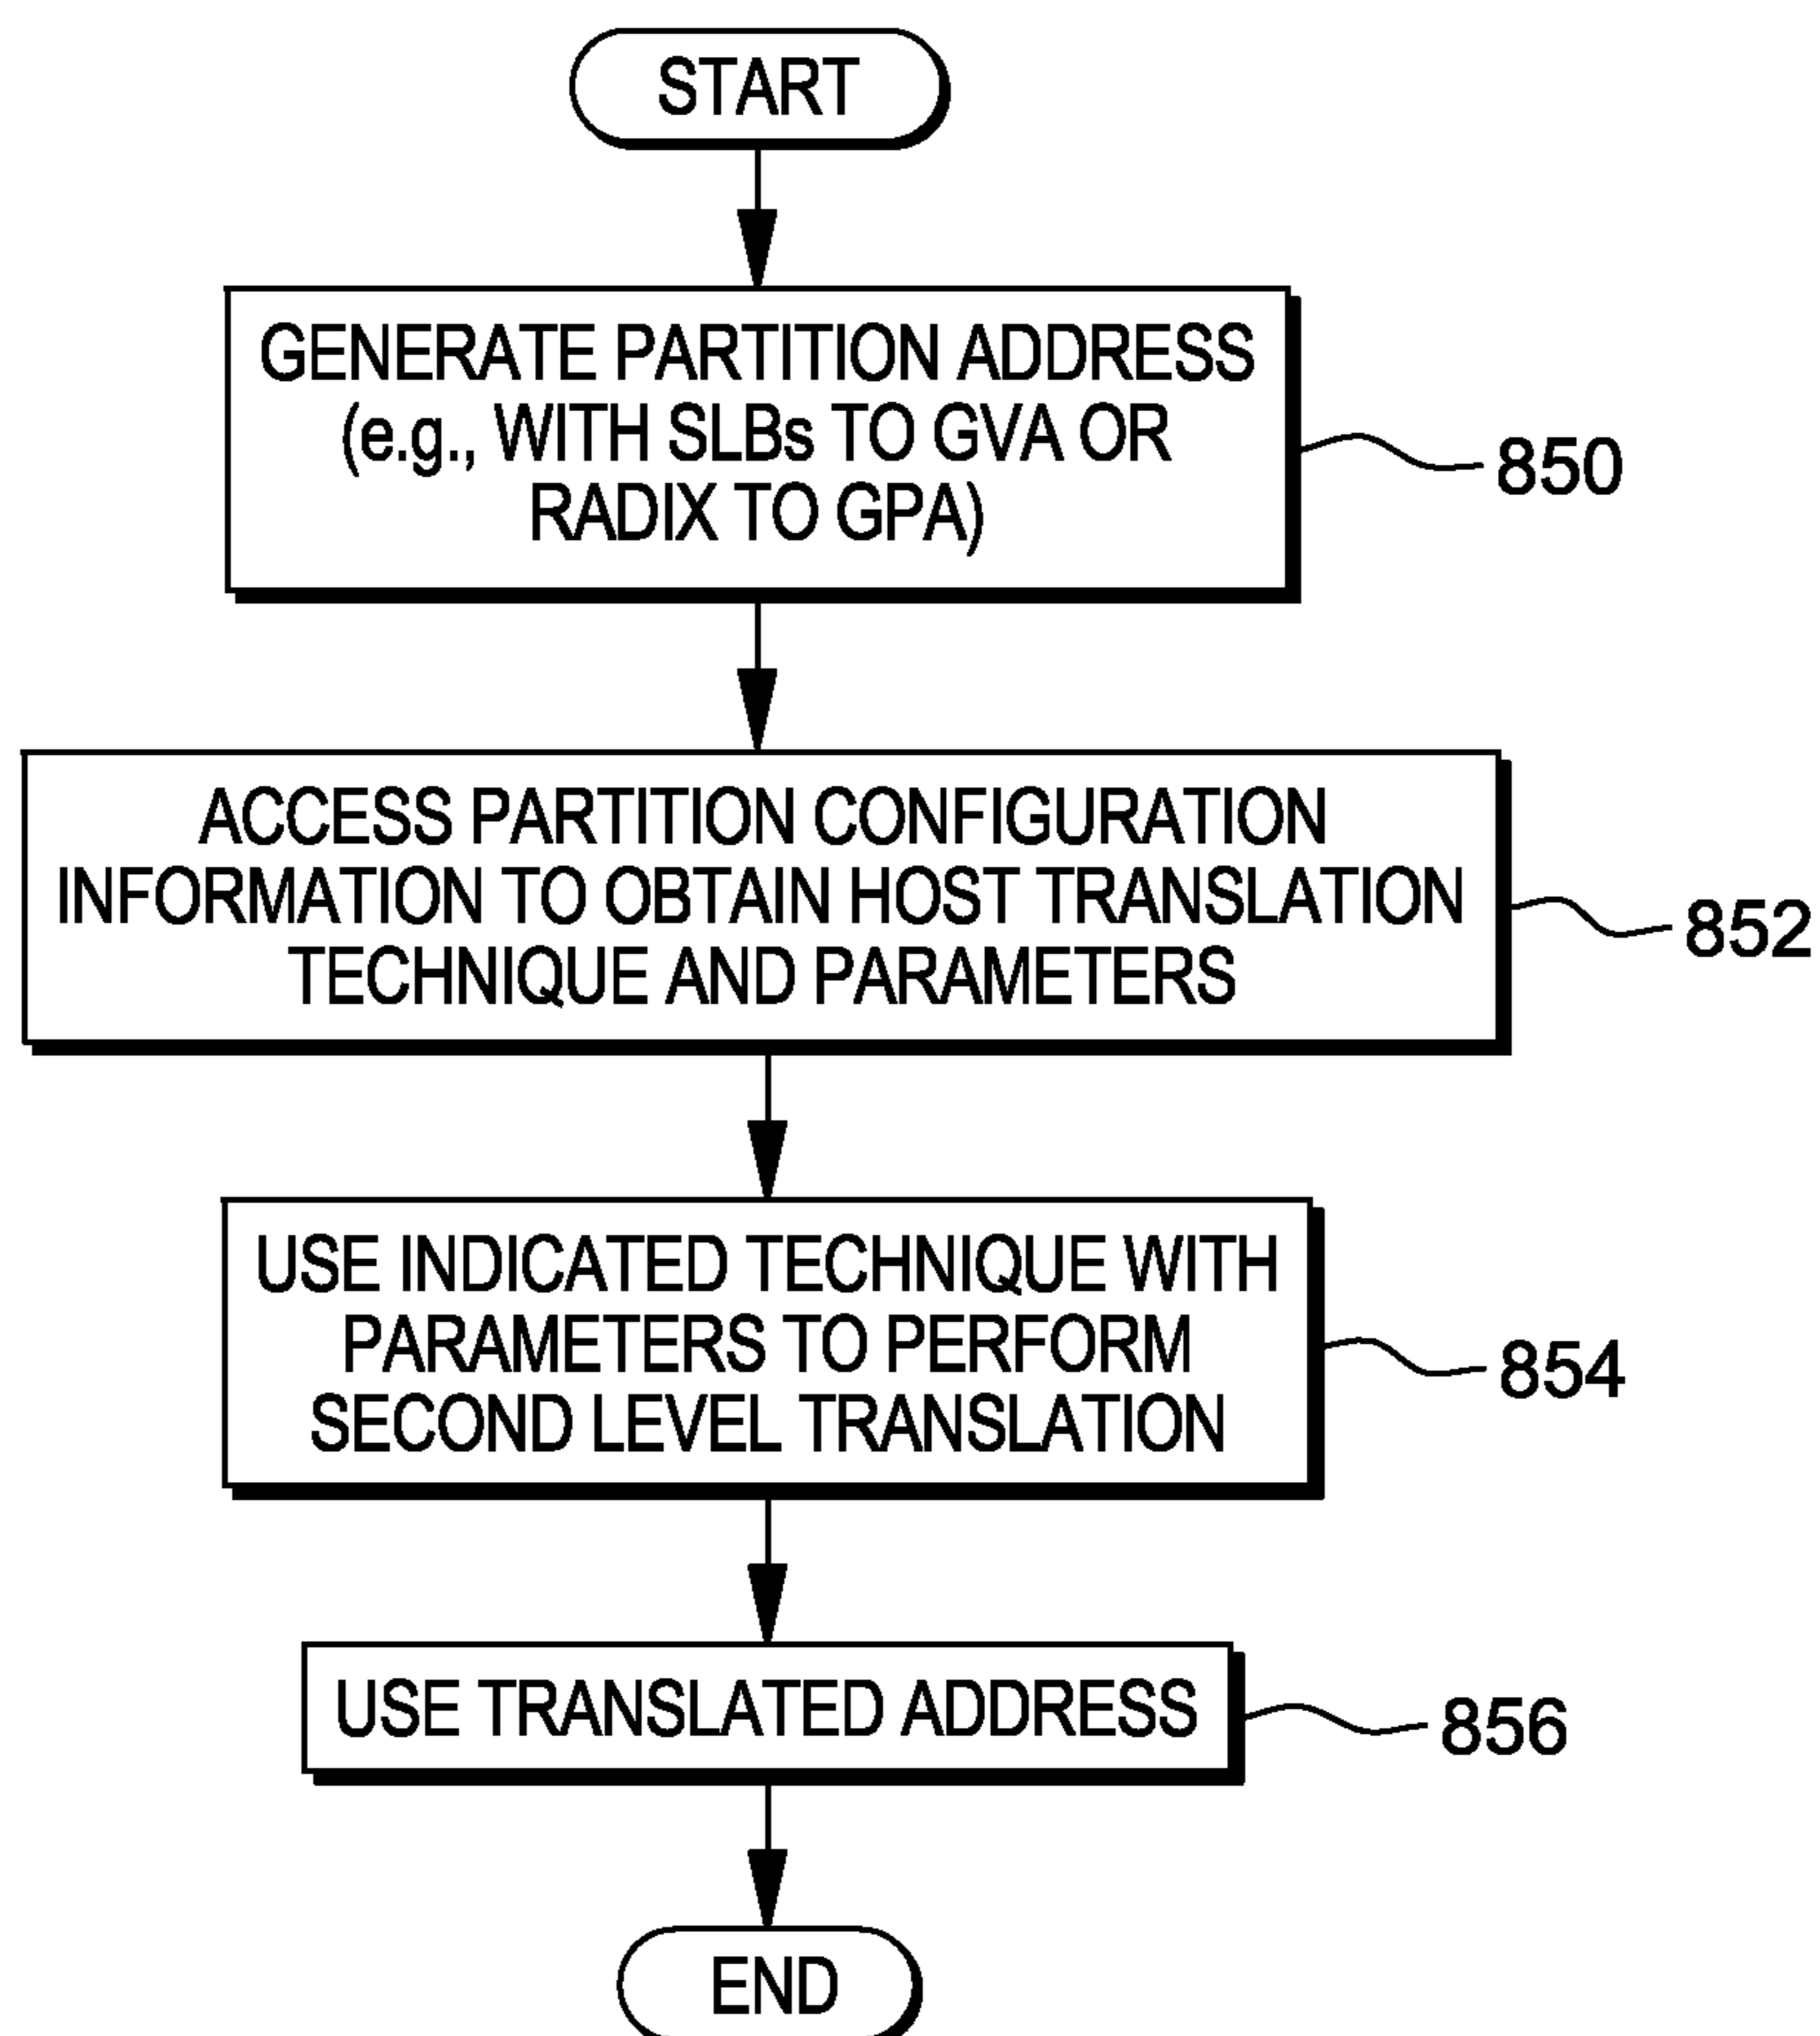 START
GENERATE PARTITION ADDRESS
(e.g., WITH SLBs TO GVA OR
RADIX TO GPA)
850
ACCESS PARTITION CONFIGURATION
INFORMATION TO OBTAIN HOST TRANSLATION
TECHNIQUE AND PARAMETERS
852
USE INDICATED TECHNIQUE WITH
PARAMETERS TO PERFORM
SECOND LEVEL TRANSLATION
854
USE TRANSLATED ADDRESS
856
END